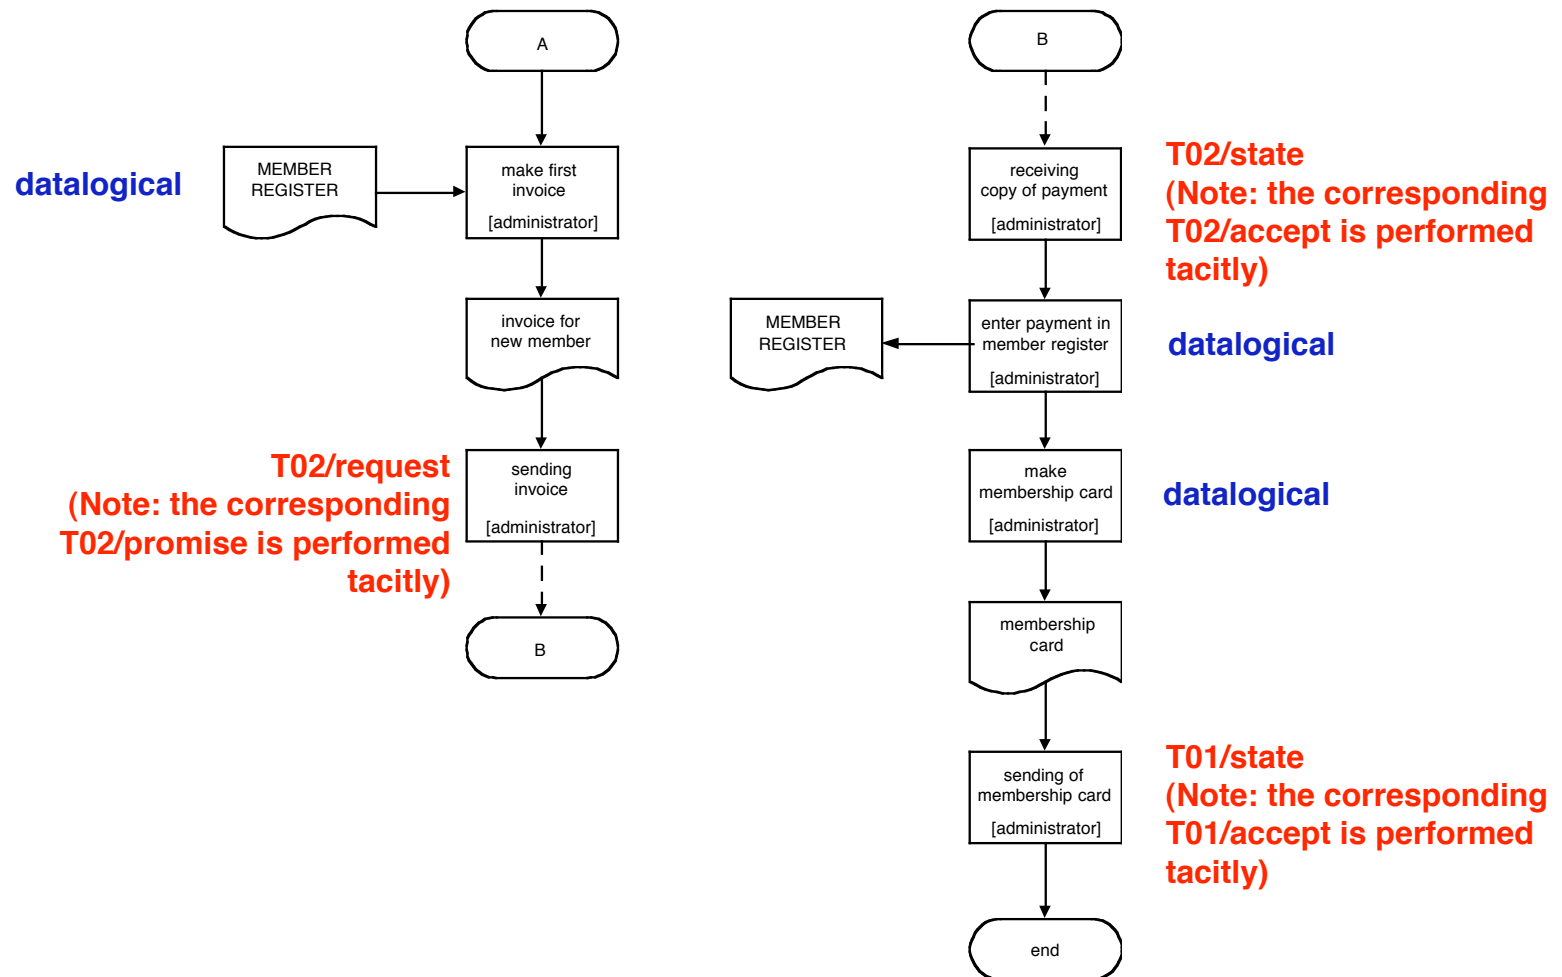 A
datalogical
MEMBER
REGISTER
make first
invoice
[administrator]
invoice for
new member
T02/request
(Note: the corresponding
T02/promise is performed
tacitly)
sending
invoice
[administrator]
B
B
receiving
copy of payment
[administrator]
T02/state
(Note: the corresponding
T02/accept is performed
tacitly)
MEMBER
REGISTER
enter payment in
member register
[administrator]
datalogical
make
membership card
[administrator]
datalogical
membership
card
sending of
membership card
[administrator]
T01/state
(Note: the corresponding
T01/accept is performed
tacitly)
end